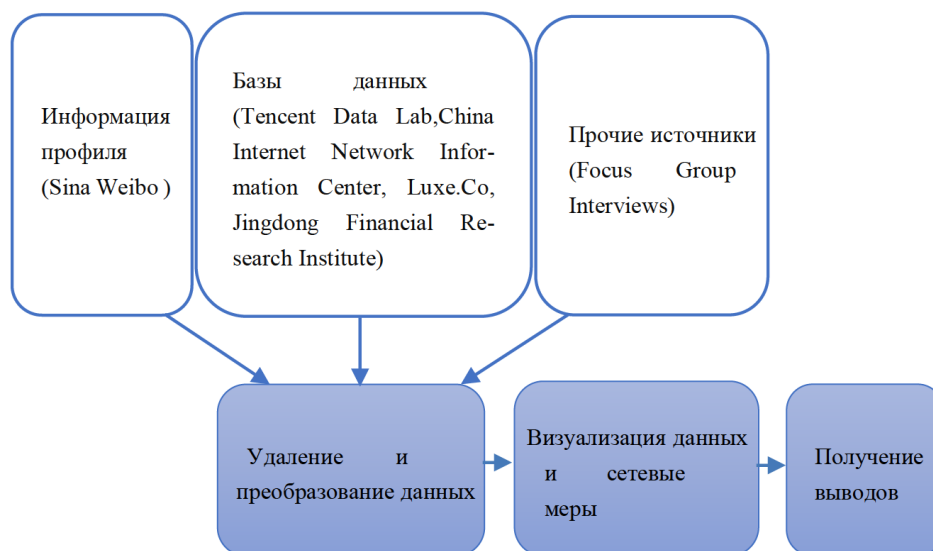 Информация
профиля
(Sina Weibo )
Базы данных
(Tencent Data Lab,China
Internet Network Infor-
mation Center, Luxe.Co,
Jingdong Financial Re-
search Institute)
Прочие источники
(Focus Group
Interviews)
Удаление и
преобразование данных
Визуализация данных
и сетевые
меры
Получение
выводов